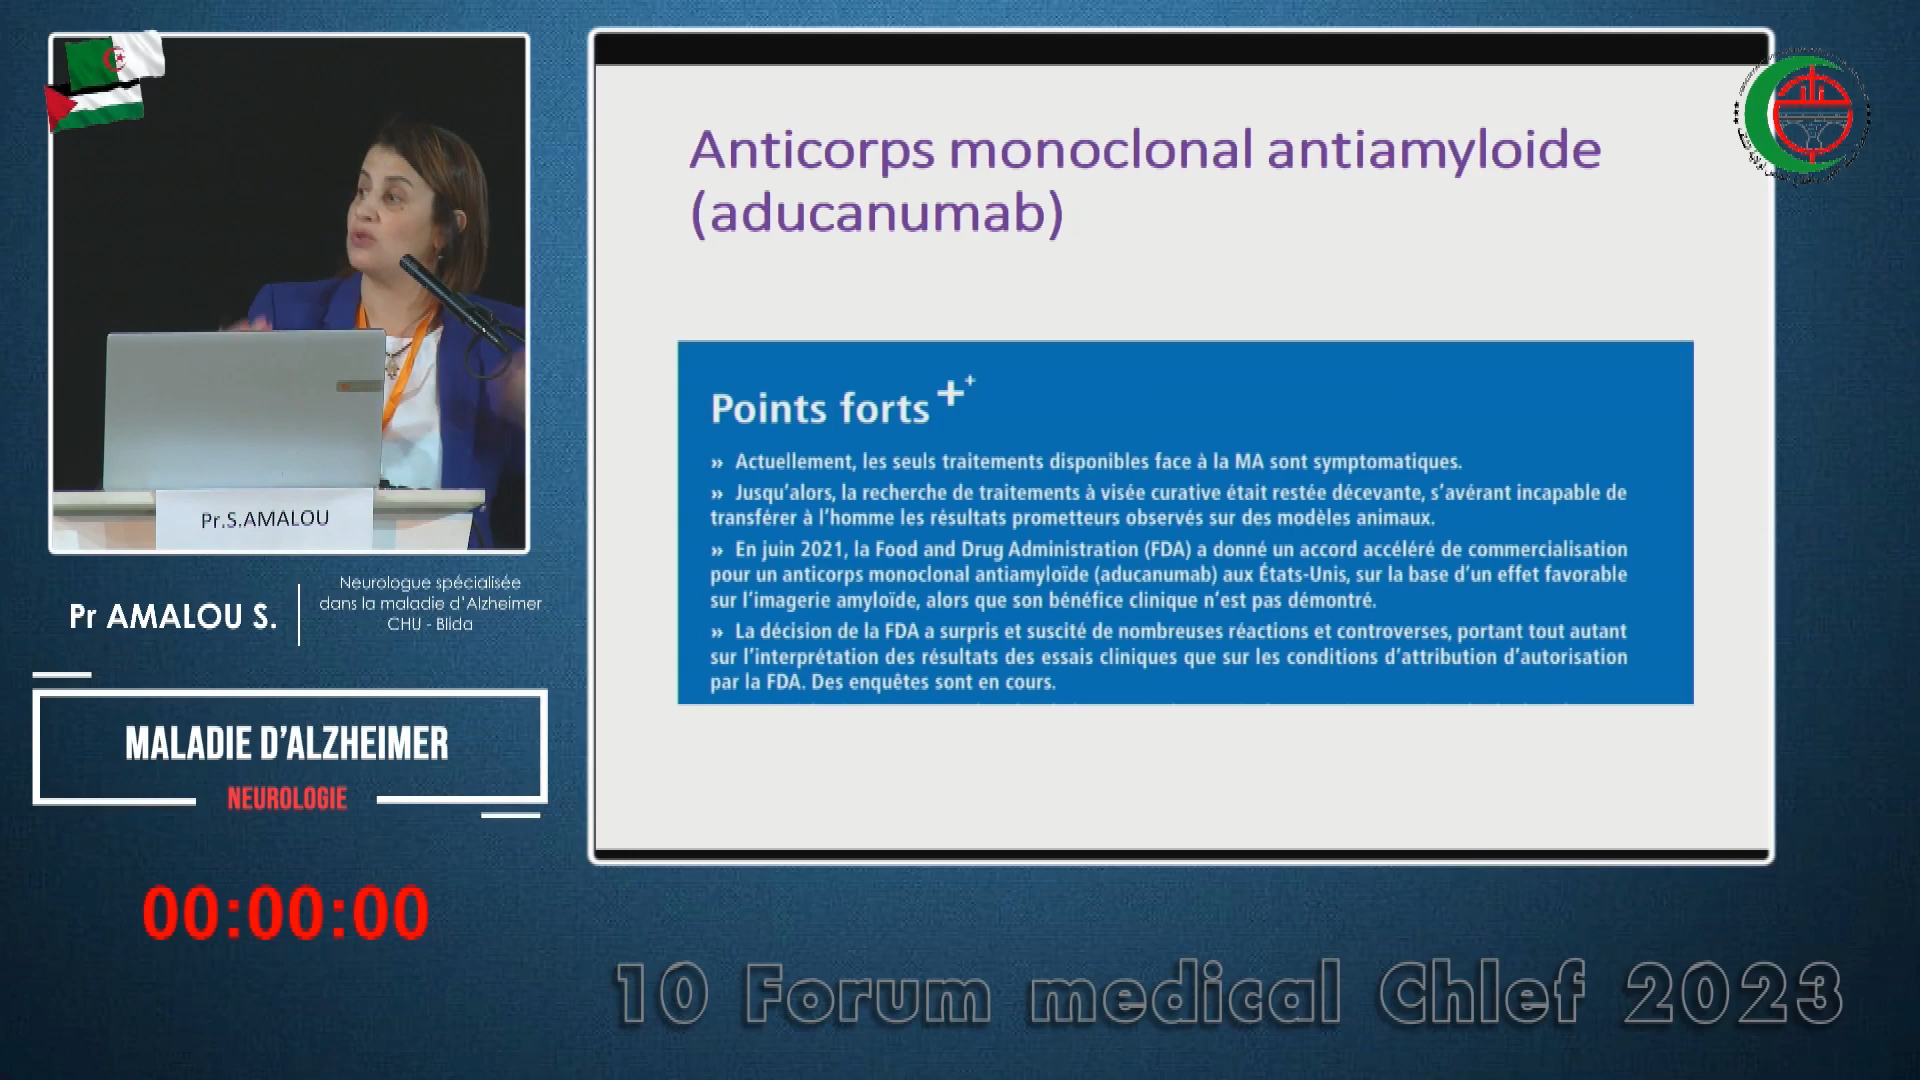 Anticorps monoclonal antiamyloide
(aducanumab)
Points forts ++
» Actuellement, les seuls traitements disponibles face à la MA sont symptomatiques.
» Jusqu’alors, la recherche de traitements à visée curative était restée décevante, s’avérant incapable de
transférer à l’homme les résultats prometteurs observés sur des modèles animaux.
» En juin 2021, la Food and Drug Administration (FDA) a donné un accord accéléré de commercialisation
pour un anticorps monoclonal antiamyloïde (aducanumab) aux États-Unis, sur la base d’un effet favorable
sur l’imagerie amyloïde, alors que son bénéfice clinique n’est pas démontré.
» La décision de la FDA a surpris et suscité de nombreuses réactions et controverses, portant tout autant
sur l’interprétation des résultats des essais cliniques que sur les conditions d’attribution d’autorisation
par la FDA. Des enquêtes sont en cours.
Pr.S.AMALOU
Pr AMALOU S.
Neurologue spécialisée
dans la maladie d’Alzheimer
CHU - Blida
MALADIE D’ALZHEIMER
NEUROLOGIE
00:00:00
10 Forum medical Chlef 2023